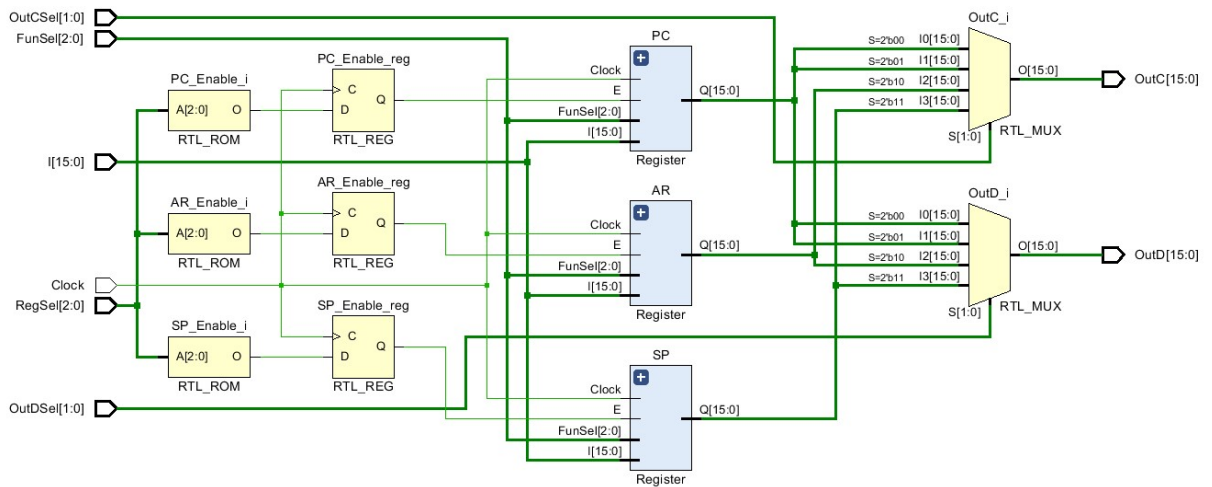 OutCSel[1:0]
FunSel[2:0]
I[15:0]
Clock
RegSel[2:0]
OutDSel[1:0]
PC_Enable_i
A[2:0] O
RTL_ROM
PC_Enable_reg
C
D
Q
RTL_REG
AR_Enable_i
A[2:0] O
RTL_ROM
AR_Enable_reg
C
D
Q
RTL_REG
SP_Enable_i
A[2:0] O
RTL_ROM
SP_Enable_reg
C
D
Q
RTL_REG
PC
Clock
E
FunSel[2:0]
I[15:0]
Q[15:0]
Register
AR
Clock
E
FunSel[2:0]
I[15:0]
Q[15:0]
Register
SP
Clock
E
FunSel[2:0]
I[15:0]
Q[15:0]
Register
OutC_i
S=2'b00 I0[15:0]
S=2'b01 I1[15:0]
S=2'b10 I2[15:0]
S=2'b11 I3[15:0]
S[1:0]
O[15:0]
RTL_MUX
OutC[15:0]
OutD_i
S=2'b00 I0[15:0]
S=2'b01 I1[15:0]
S=2'b10 I2[15:0]
S=2'b11 I3[15:0]
S[1:0]
O[15:0]
RTL_MUX
OutD[15:0]